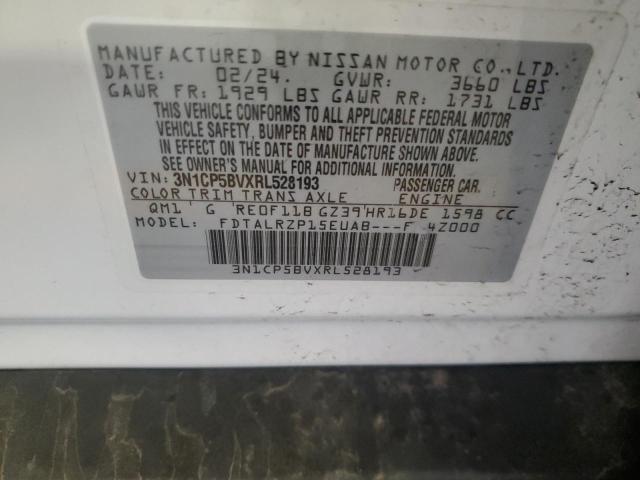 MANUFACTURED BY NISSAN MOTOR CO.,LTD.
DATE: 02/24. GVWR: 3660 LBS
GAWR FR: 1929 LBS GAWR RR: 1731 LBS
THIS VEHICLE CONFORMS TO ALL APPLICABLE FEDERAL MOTOR
VEHICLE SAFETY, BUMPER AND THEFT PREVENTION STANDARDS
IN EFFECT ON THE DATE OF MANUFACTURE SHOWN ABOVE.
SEE OWNER'S MANUAL FOR ADDITIONAL INFORMATION.
VIN: 3N1CP5BVXRL528193 PASSENGER CAR.
COLOR TRIM TRANS AXLE ENGINE
QM1' G RE0F11B GZ39'HR16DE 1598 CC
MODEL: FDTALRZP15EUAB---F 4Z000
3N1CP5BVXRL528193